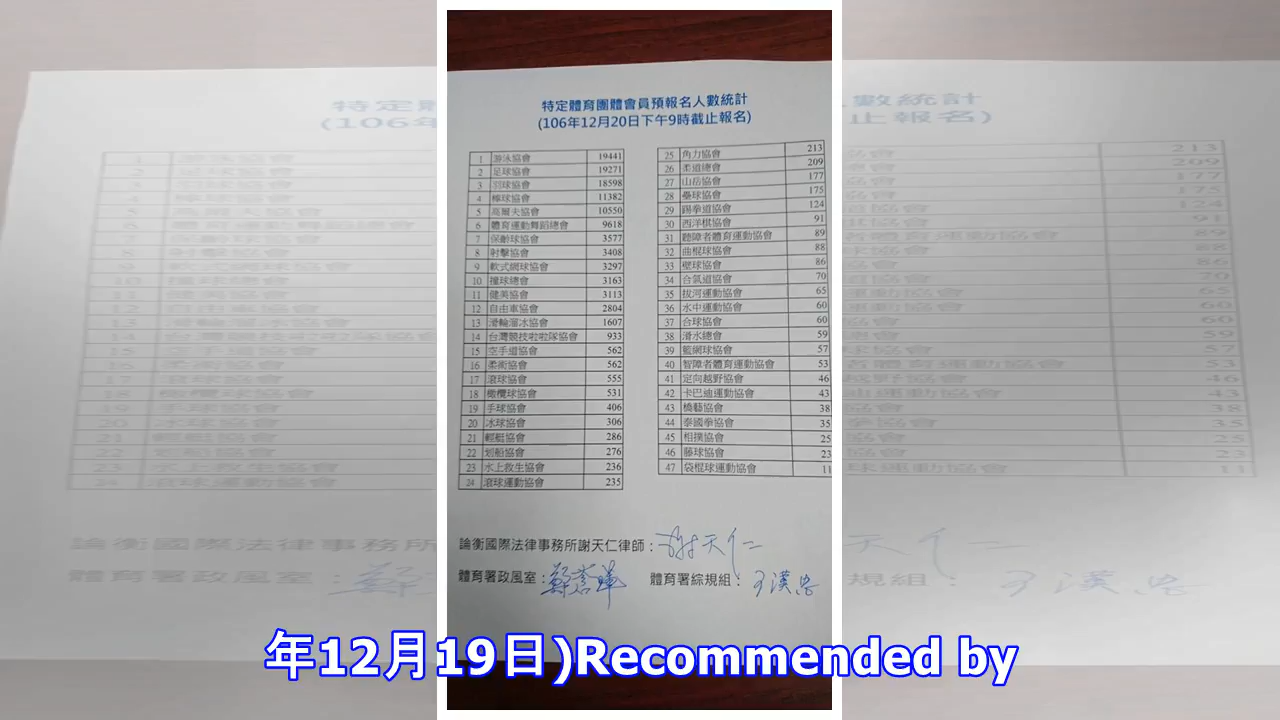 特定體育團體會員預報名人數統計
(106年12月20日下午9時截止報名)
1 游泳協會 19441
2 足球協會 19271
3 羽球協會 18598
4 棒球協會 11382
5 高爾夫協會 10550
6 體育運動舞蹈總會 9618
7 保齡球協會 3577
8 射擊協會 3408
9 軟式網球協會 3297
10 撞球總會 3163
11 健美協會 3113
12 自由車協會 2804
13 滑輪溜冰協會 1607
14 台灣競技啦啦隊協會 933
15 空手道協會 562
16 柔術協會 562
17 滾球協會 555
18 橄欖球協會 531
19 手球協會 406
20 冰球協會 306
21 輕艇協會 286
22 划船協會 276
23 水上救生協會 236
24 滾球運動協會 235
25 角力協會 213
26 柔道總會 209
27 山岳協會 177
28 壘球協會 175
29 跆拳道協會 124
30 西洋棋協會 91
31 聽障者體育運動協會 89
32 曲棍球協會 88
33 壁球協會 86
34 合氣道協會 70
35 拔河運動協會 65
36 水中運動協會 60
37 合球協會 60
38 滑水總會 59
39 籃網球協會 57
40 智障者體育運動協會 53
41 定向越野協會 46
42 卡巴迪運動協會 43
43 橋藝協會 38
44 泰國拳協會 35
45 相撲協會 25
46 藤球協會 23
47 袋棍球運動協會 11
論衡國際法律事務所謝天仁律師：謝天仁
體育署政風室： 體育署綜規組：王漢忠
年12月19日)Recommended by